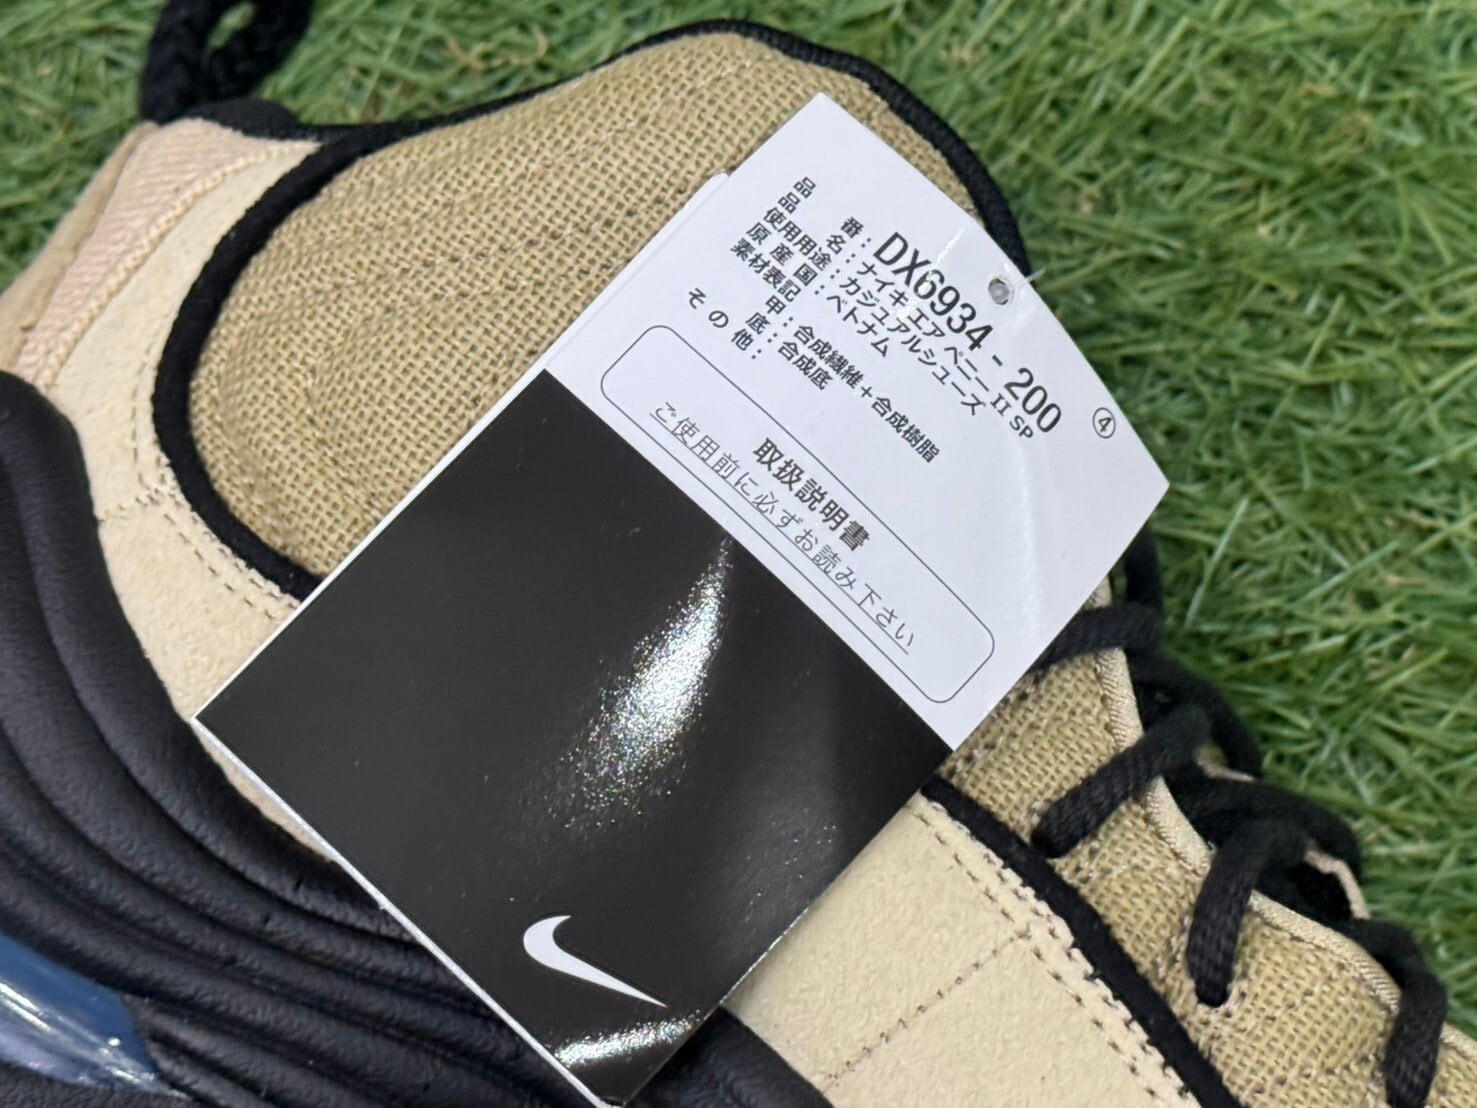 品番：DX6934-200
品名：ナイキ エア ペニー II SP
使用用途：カジュアルシューズ
原産国：ベトナム
素材表記
甲：合成繊維＋合成樹脂
底：合成底
その他：
④
取扱説明書
ご使用前に必ずお読み下さい